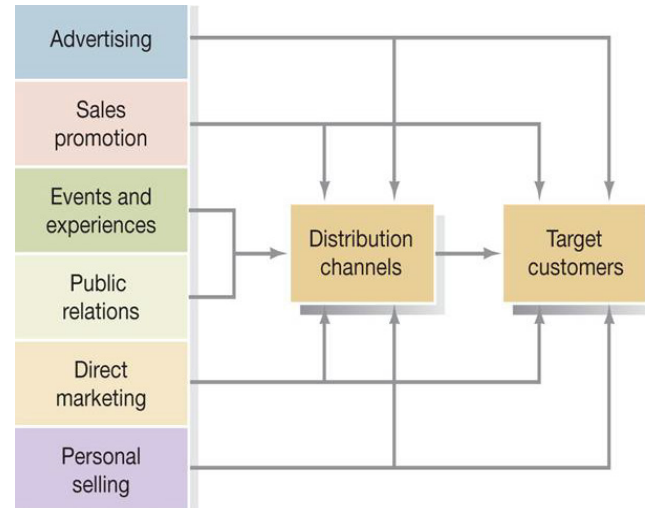 Advertising
Sales
promotion
Events and
experiences
Public
relations
Direct
marketing
Personal
selling
Distribution
channels
Target
customers